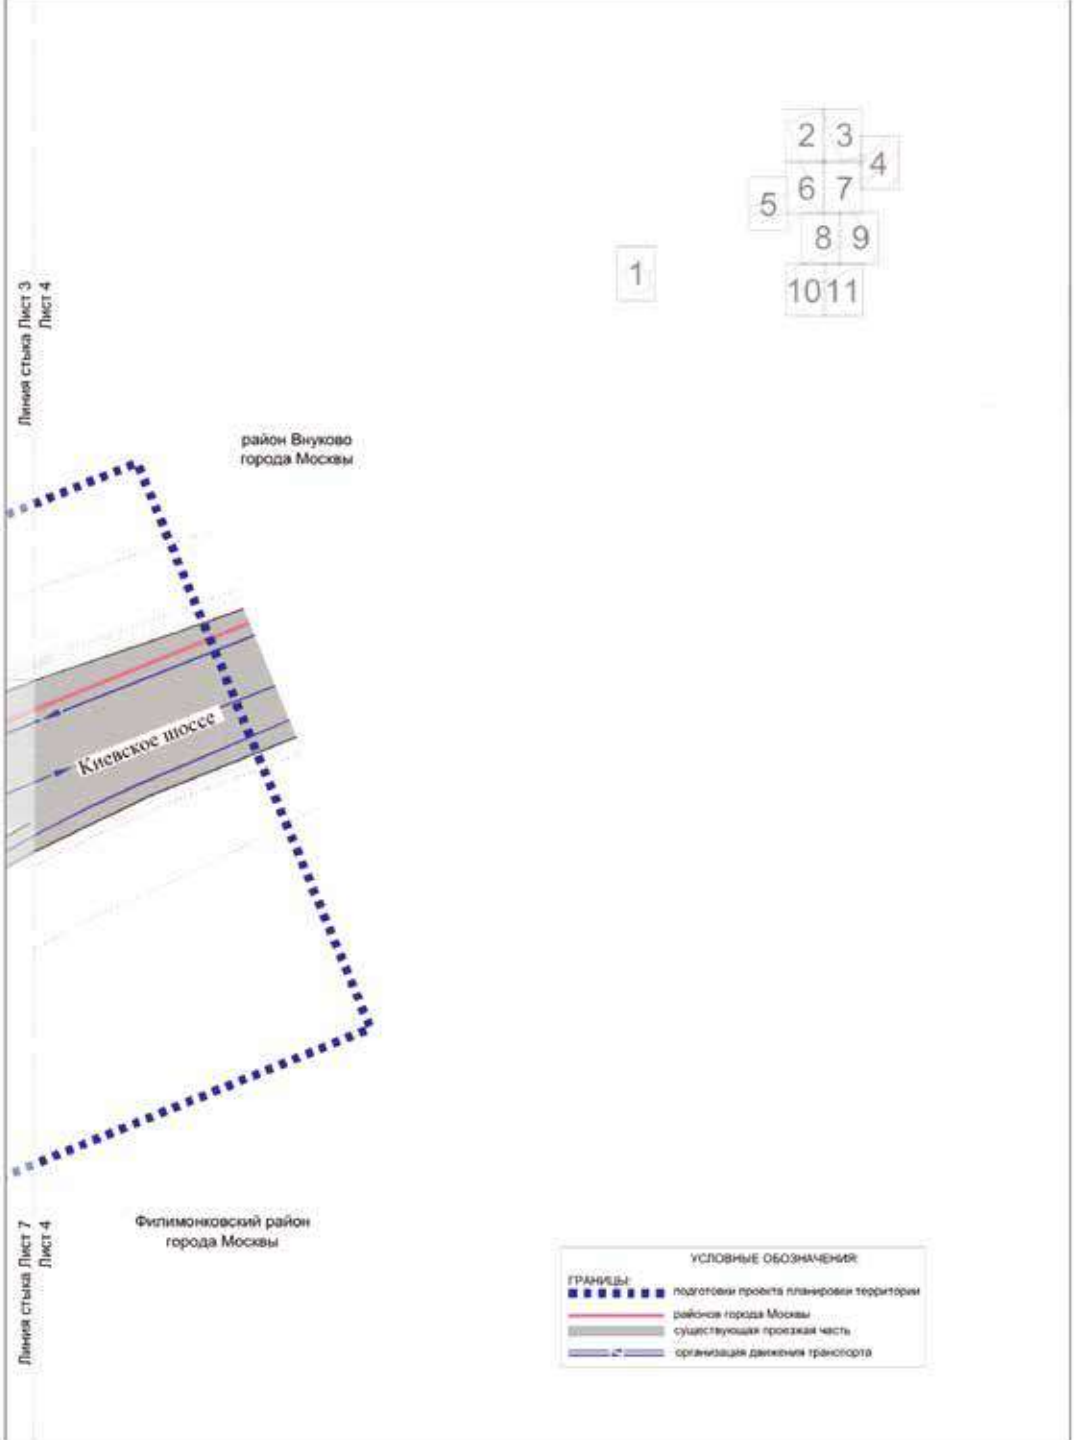 2 3
4
6 7
5
8 9
1
10 11
Линия стыка Лист 3
Лист 4
район Внуково
города Москвы
Киевское шоссе
Линия стыка Лист 7
Лист 4
Филимонковский район
города Москвы
УСЛОВНЫЕ ОБОЗНАЧЕНИЯ:
ГРАНИЦЫ:
подготовки проекта планировки территории
районов города Москвы
существующая проезжая часть
организация движения транспорта